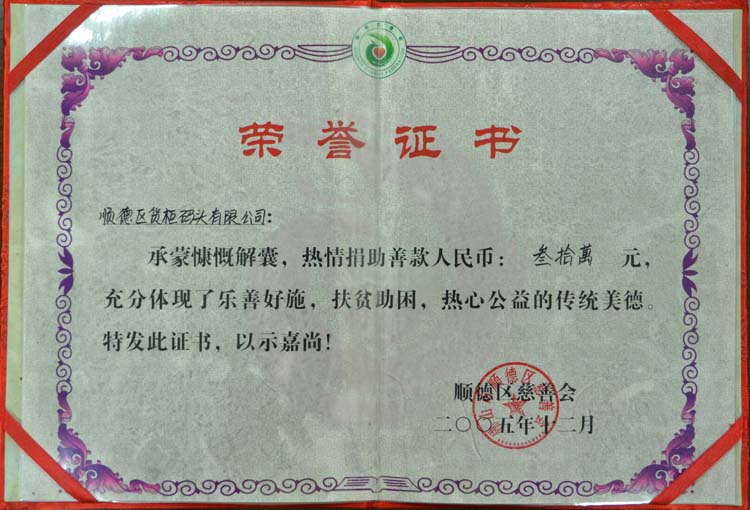 荣誉证书
顺德区货柜码头有限公司：
承蒙慷慨解囊，热情捐助善款人民币：叁拾萬 元，
充分体现了乐善好施，扶贫助困，热心公益的传统美德。
特发此证书，以示嘉尚！
顺德区慈善会
二〇〇五年十二月